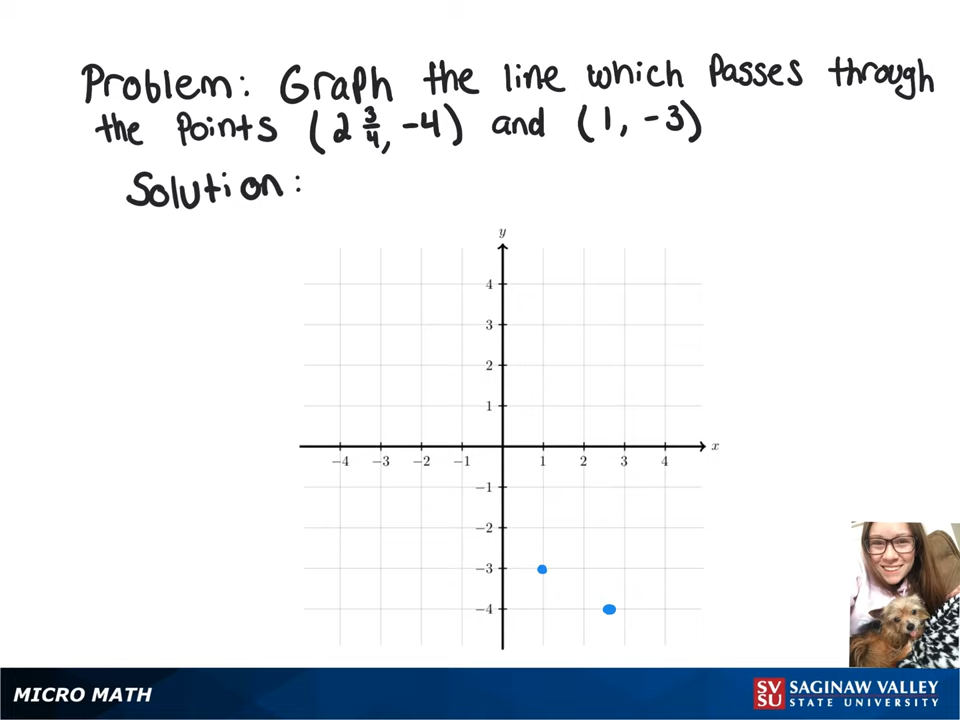 Problem: Graph the line which Passes through
the Points (2 3/4, -4) and (1, -3)
Solution:
y
4
3
2
1
−4 −3 −2 −1 1 2 3 4 x
−1
−2
−3
−4
MICRO MATH
SV SU SAGINAW VALLEY
STATE UNIVERSITY